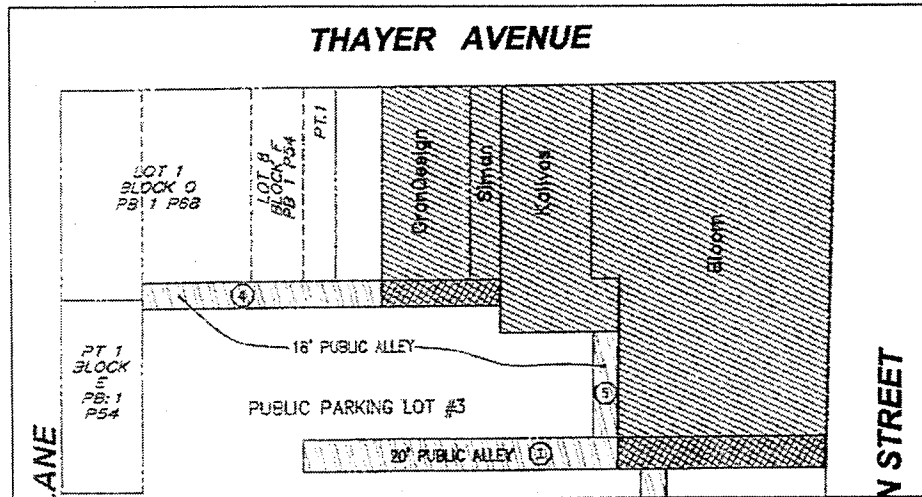 THAYER AVENUE
LOT 1
BLOCK O
PB 1 P68
LOT 8
BLOCK F
PB 1 P54
PT.1
GranDesign
Siman
Kolivas
Bloom
4
16' PUBLIC ALLEY
PT 1
BLOCK
E
PB: 1
P54
5
PUBLIC PARKING LOT #3
20' PUBLIC ALLEY
1
ANE
N STREET